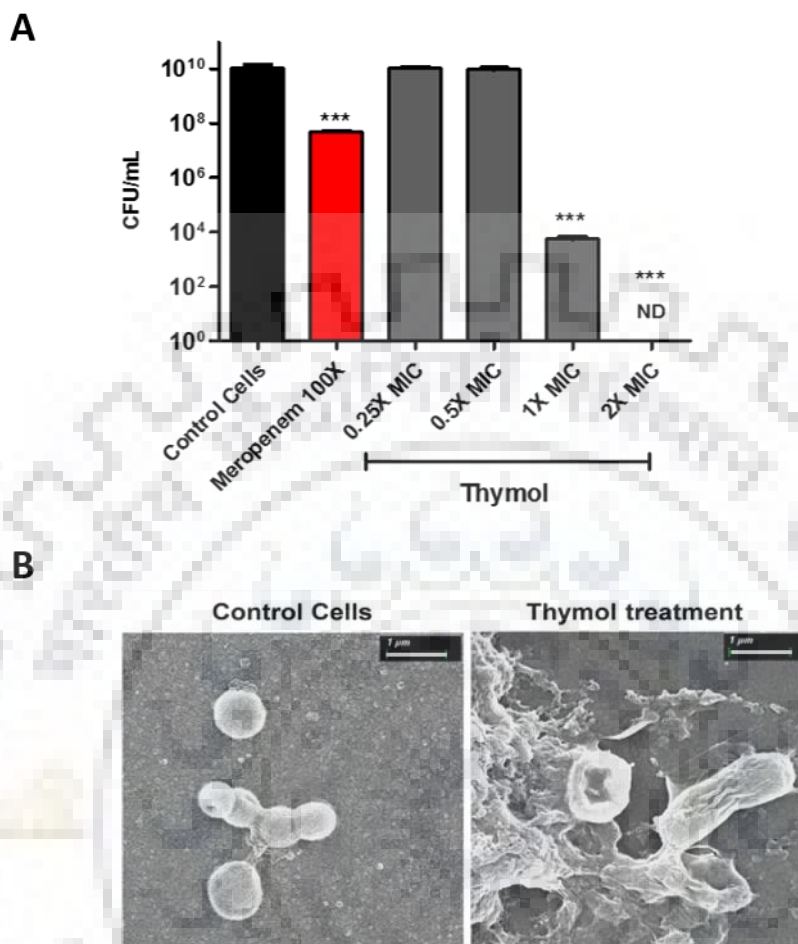 A
10¹⁰
10⁸
10⁶
10⁴
10²
10⁰
CFU/mL
***
***
***
ND
Control Cells
Meropenem 100X
0.25X MIC
0.5X MIC
1X MIC
2X MIC
Thymol
B
Control Cells
Thymol treatment
1 µm
1 µm